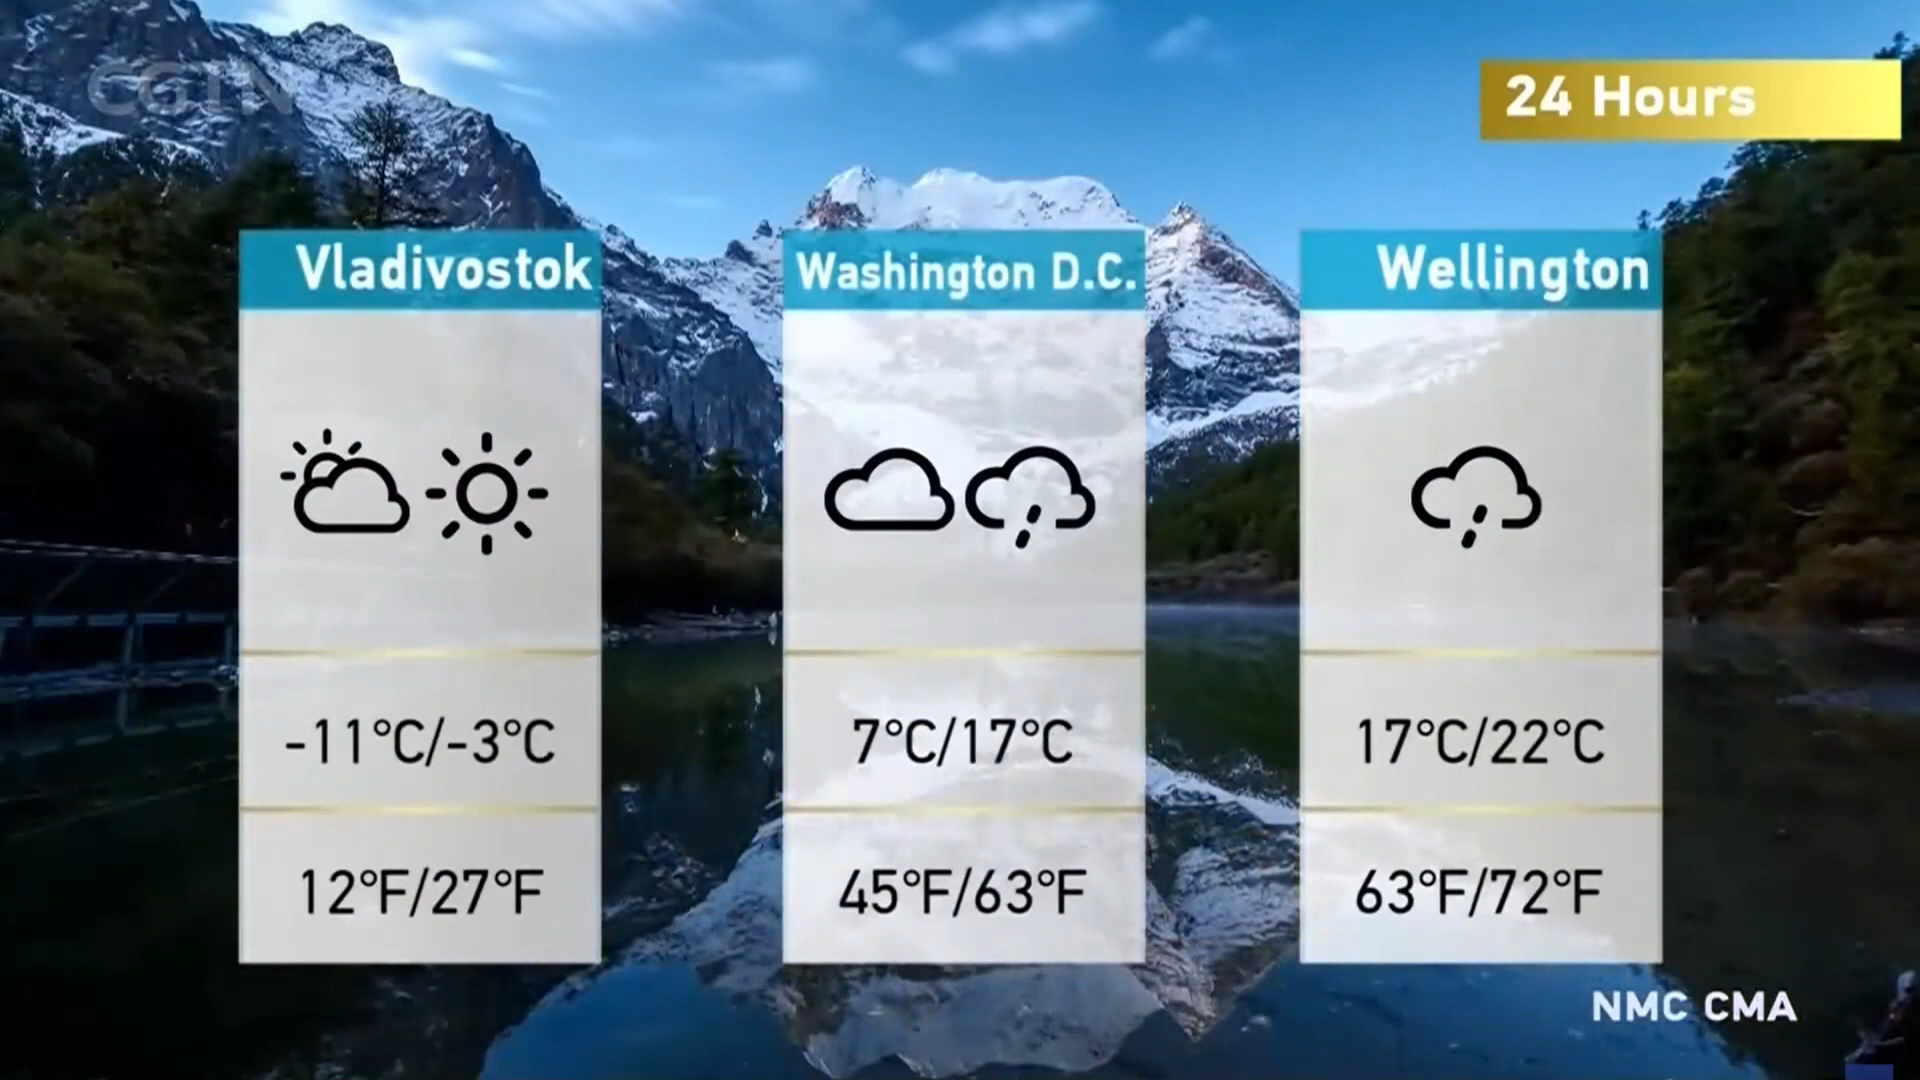 CGTN
24 Hours
Vladivostok
Washington D.C.
Wellington
-11°C/-3°C
7°C/17°C
17°C/22°C
12°F/27°F
45°F/63°F
63°F/72°F
NMC CMA